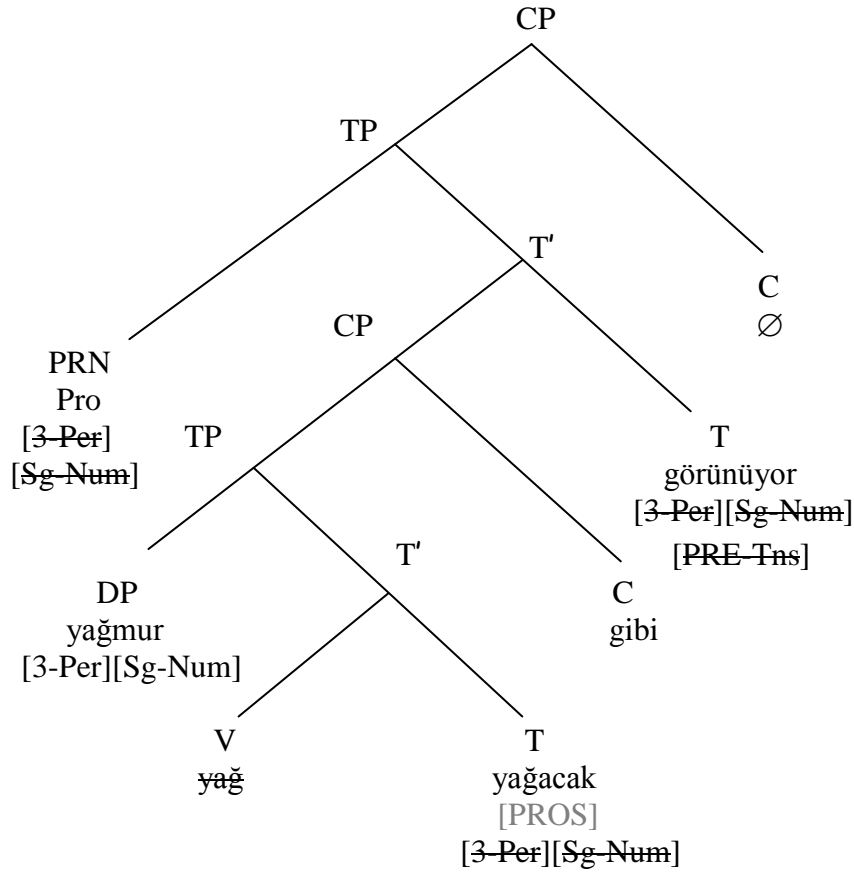 CP
TP
T′
C
∅
CP
PRN
Pro
[3-Per]
[Sg-Num]
TP
T
görünüyor
[3-Per][Sg-Num]
[PRE-Tns]
T′
DP
yağmur
[3-Per][Sg-Num]
C
gibi
V
yağ
T
yağacak
[PROS]
[3-Per][Sg-Num]